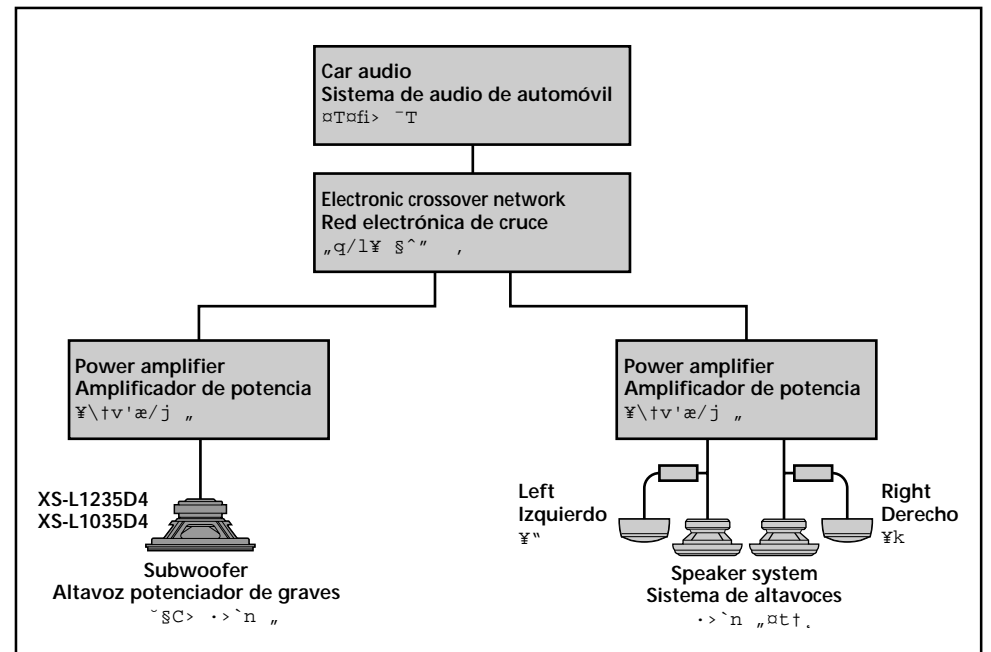 Car audio
Sistema de audio de automóvil
¤T¤fi> ¯T
Electronic crossover network
Red electrónica de cruce
„q/l¥ §ˆ” ‚
Power amplifier
Amplificador de potencia
¥\†v'æ/j „
Power amplifier
Amplificador de potencia
¥\†v'æ/j „
XS-L1235D4
XS-L1035D4
Subwoofer
Altavoz potenciador de graves
˘§C> ·>`n „
Left
Izquierdo
¥“
Right
Derecho
¥k
Speaker system
Sistema de altavoces
·>`n „¤t†˛